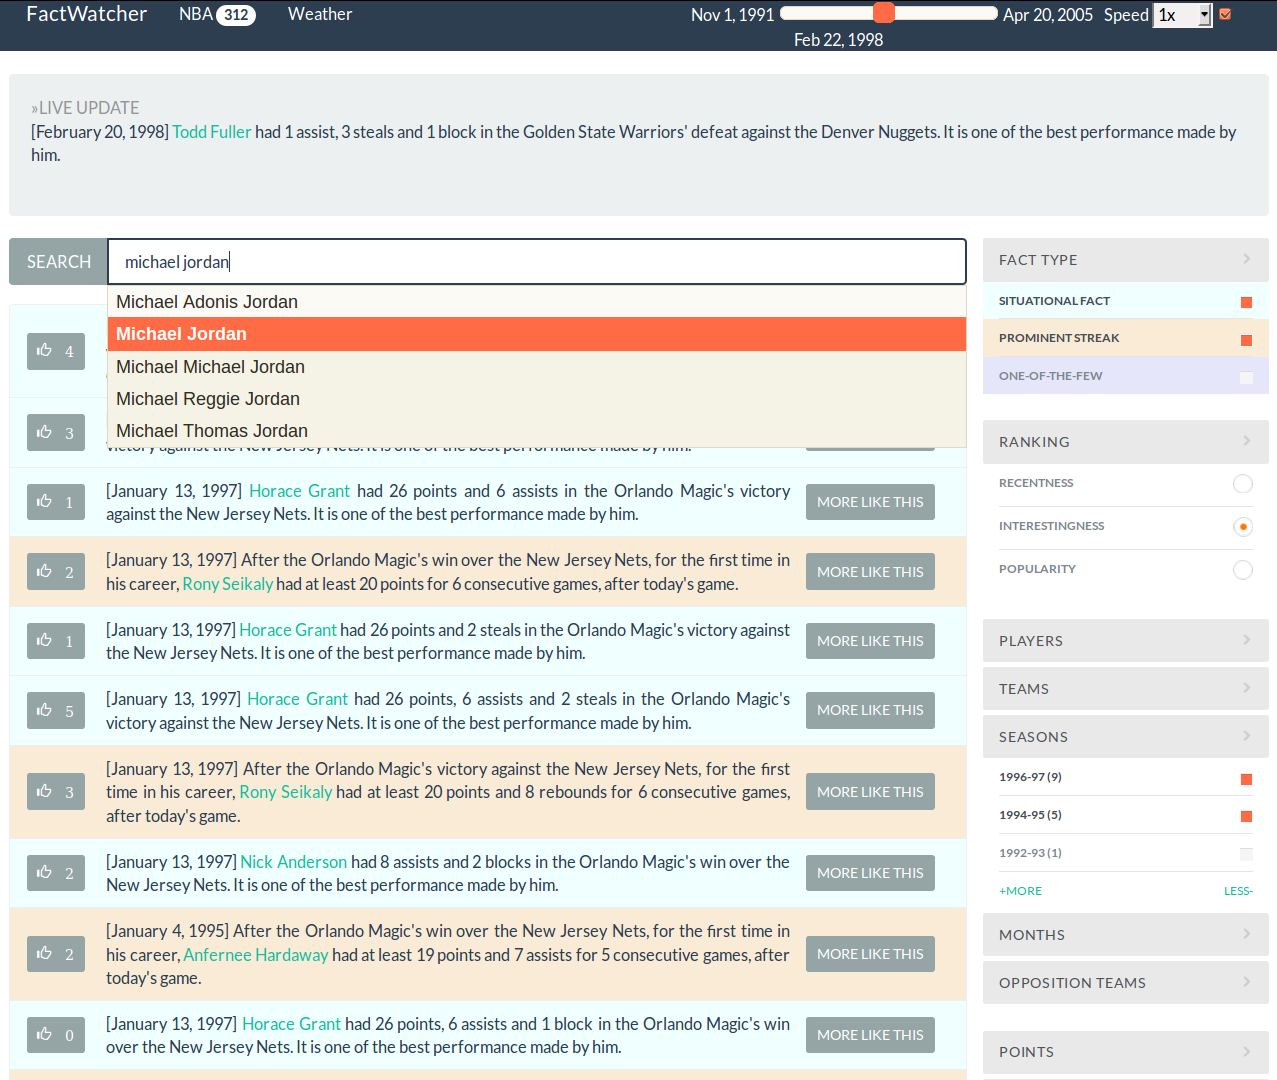 FactWatcher NBA 312 Weather Nov 1, 1991 Apr 20, 2005 Speed 1x
Feb 22, 1998
»LIVE UPDATE
[February 20, 1998] Todd Fuller had 1 assist, 3 steals and 1 block in the Golden State Warriors' defeat against the Denver Nuggets. It is one of the best performance made by
him.
SEARCH michael jordan
Michael Adonis Jordan
Michael Jordan
Michael Michael Jordan
Michael Reggie Jordan
Michael Thomas Jordan
4
3
victory against the New Jersey Nets. It is one of the best performance made by him.
1 [January 13, 1997] Horace Grant had 26 points and 6 assists in the Orlando Magic's victory MORE LIKE THIS
against the New Jersey Nets. It is one of the best performance made by him.
2 [January 13, 1997] After the Orlando Magic's win over the New Jersey Nets, for the first time in MORE LIKE THIS
his career, Rony Seikaly had at least 20 points for 6 consecutive games, after today's game.
1 [January 13, 1997] Horace Grant had 26 points and 2 steals in the Orlando Magic's victory against MORE LIKE THIS
the New Jersey Nets. It is one of the best performance made by him.
5 [January 13, 1997] Horace Grant had 26 points, 6 assists and 2 steals in the Orlando Magic's MORE LIKE THIS
victory against the New Jersey Nets. It is one of the best performance made by him.
3 [January 13, 1997] After the Orlando Magic's victory against the New Jersey Nets, for the first
time in his career, Rony Seikaly had at least 20 points and 8 rebounds for 6 consecutive games, MORE LIKE THIS
after today's game.
2 [January 13, 1997] Nick Anderson had 8 assists and 2 blocks in the Orlando Magic's win over the MORE LIKE THIS
New Jersey Nets. It is one of the best performance made by him.
2 [January 4, 1995] After the Orlando Magic's win over the New Jersey Nets, for the first time in
his career, Anfernee Hardaway had at least 19 points and 7 assists for 5 consecutive games, after MORE LIKE THIS
today's game.
0 [January 13, 1997] Horace Grant had 26 points, 6 assists and 1 block in the Orlando Magic's win MORE LIKE THIS
over the New Jersey Nets. It is one of the best performance made by him.
FACT TYPE
SITUATIONAL FACT
PROMINENT STREAK
ONE-OF-THE-FEW
RANKING
RECENTNESS
INTERESTINGNESS
POPULARITY
PLAYERS
TEAMS
SEASONS
1996-97 (9)
1994-95 (5)
1992-93 (1)
+MORE LESS-
MONTHS
OPPOSITION TEAMS
POINTS